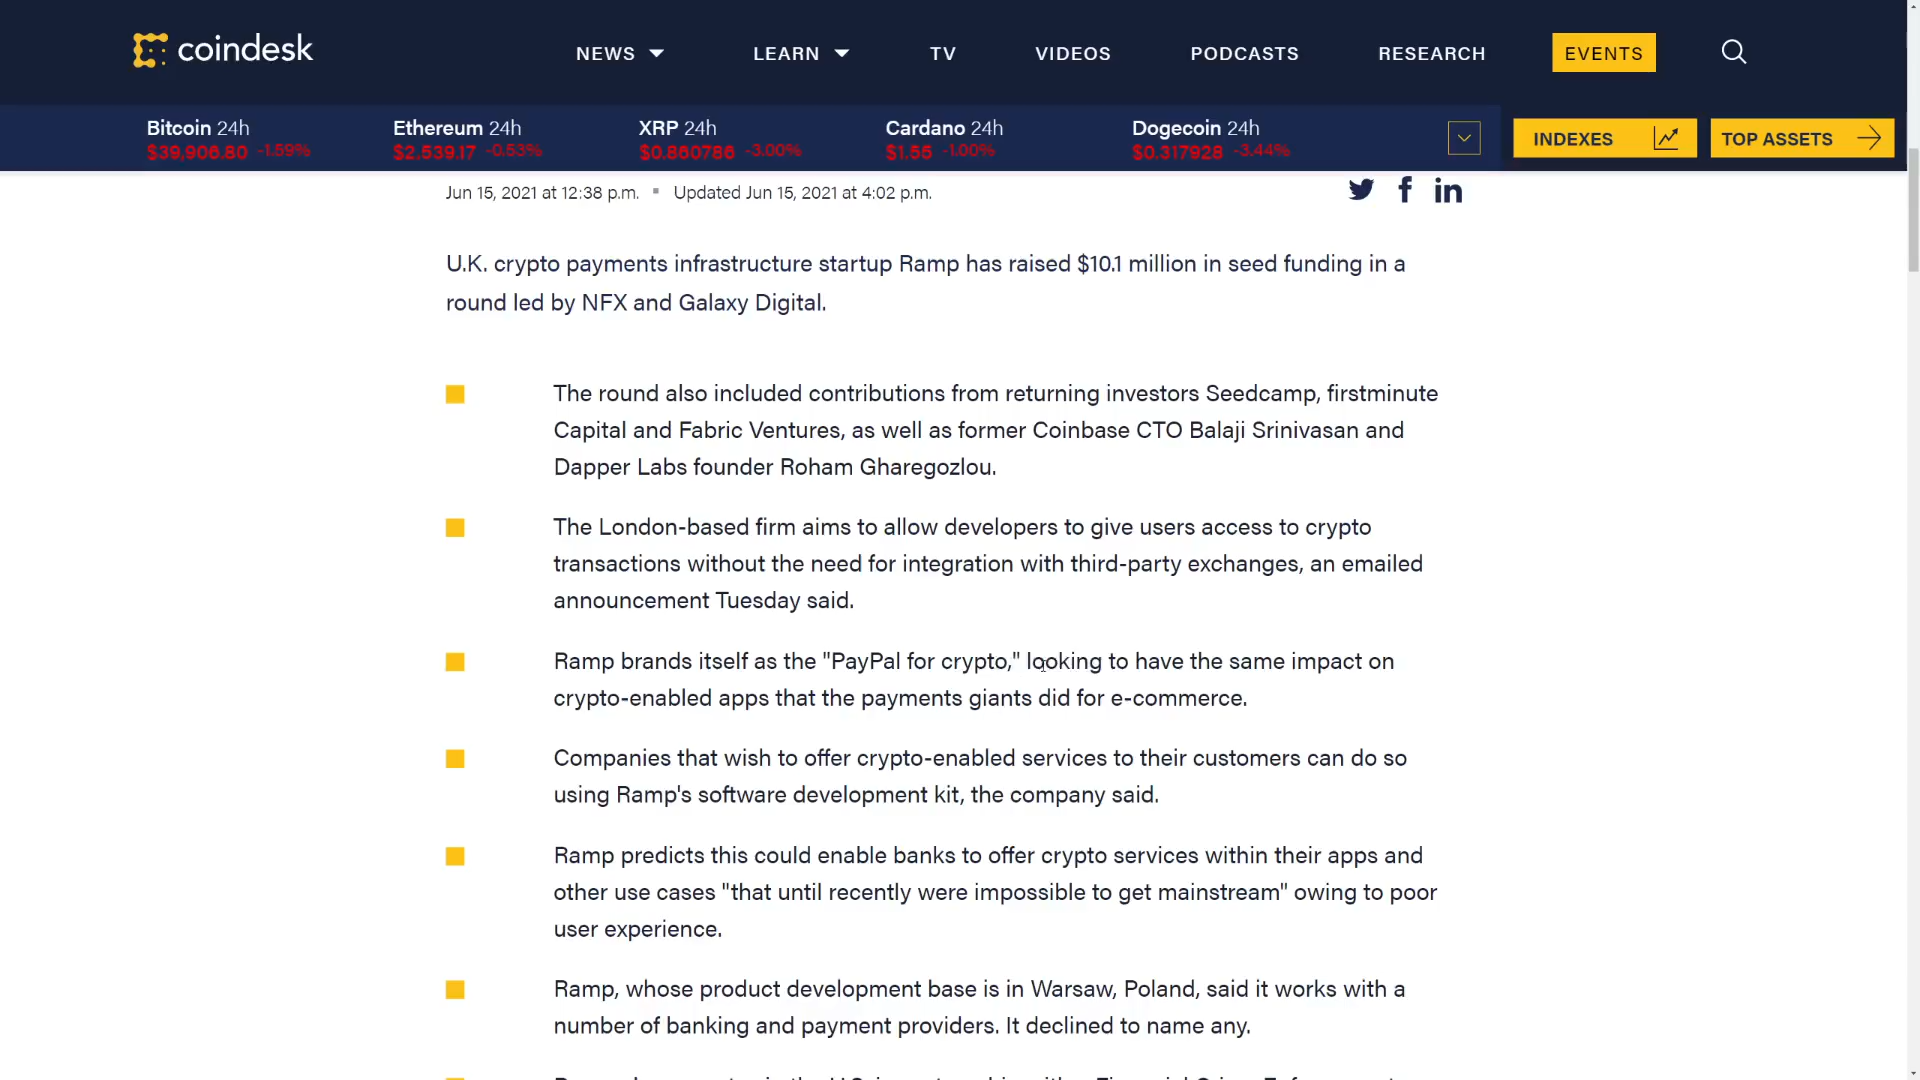 coindesk
NEWS LEARN TV VIDEOS PODCASTS RESEARCH EVENTS
Bitcoin 24h Ethereum 24h XRP 24h Cardano 24h Dogecoin 24h
$39,906.80 -1.59% $2,539.17 -0.53% $0.860786 -3.00% $1.55 -1.00% $0.317928 -3.44%
INDEXES TOP ASSETS
Jun 15, 2021 at 12:38 p.m. ▪ Updated Jun 15, 2021 at 4:02 p.m.
U.K. crypto payments infrastructure startup Ramp has raised $10.1 million in seed funding in a
round led by NFX and Galaxy Digital.
The round also included contributions from returning investors Seedcamp, firstminute
Capital and Fabric Ventures, as well as former Coinbase CTO Balaji Srinivasan and
Dapper Labs founder Roham Gharegozlou.
The London-based firm aims to allow developers to give users access to crypto
transactions without the need for integration with third-party exchanges, an emailed
announcement Tuesday said.
Ramp brands itself as the "PayPal for crypto," looking to have the same impact on
crypto-enabled apps that the payments giants did for e-commerce.
Companies that wish to offer crypto-enabled services to their customers can do so
using Ramp's software development kit, the company said.
Ramp predicts this could enable banks to offer crypto services within their apps and
other use cases "that until recently were impossible to get mainstream" owing to poor
user experience.
Ramp, whose product development base is in Warsaw, Poland, said it works with a
number of banking and payment providers. It declined to name any.